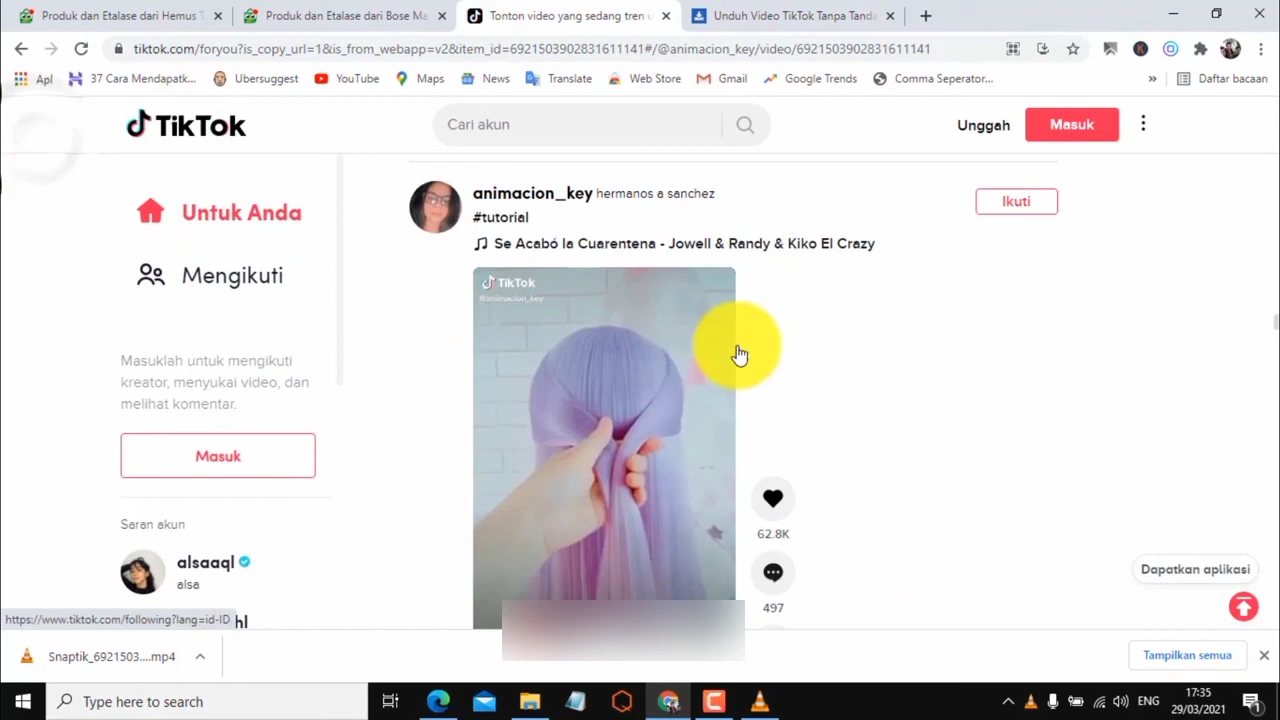 Produk dan Etalase dari Hemus T
Produk dan Etalase dari Bose Ma
Tonton video yang sedang tren u
Unduh Video TikTok Tanpa Tanda
tiktok.com/foryou?is_copy_url=1&is_from_webapp=v2&item_id=6921503902831611141#/@animacion_key/video/6921503902831611141
Apl
37 Cara Mendapatk...
Ubersuggest
YouTube
Maps
News
Translate
Web Store
Gmail
Google Trends
Comma Seperator...
»
Daftar bacaan
TikTok
Cari akun
Unggah
Masuk
Untuk Anda
Mengikuti
Masuklah untuk mengikuti
kreator, menyukai video, dan
melihat komentar.
Masuk
Saran akun
alsaaql
alsa
hl
animacion_key hermanos a sanchez
#tutorial
Se Acabó la Cuarentena - Jowell & Randy & Kiko El Crazy
Ikuti
TikTok
@animacion_key
62.8K
497
Dapatkan aplikasi
https://www.tiktok.com/following?lang=id-ID
Snaptik_6921503....mp4
Tampilkan semua
Type here to search
ENG
17:35
29/03/2021
1